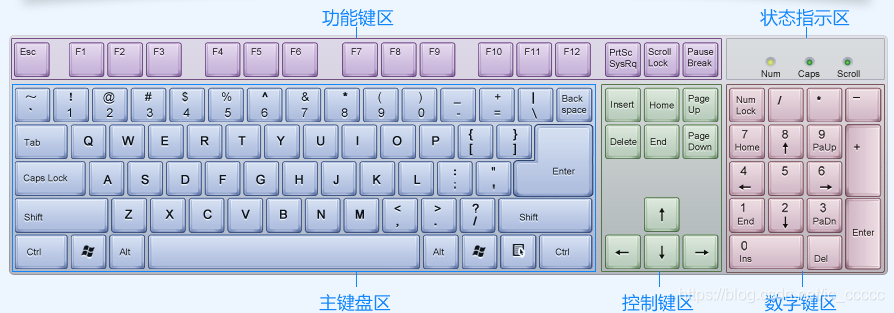 功能键区 状态指示区
Esc F1 F2 F3 F4 F5 F6 F7 F8 F9 F10 F11 F12 PrtSc SysRq Scroll Lock Pause Break
Num Caps Scroll
~ ` ! 1 @ 2 # 3 $ 4 % 5 ^ 6 & 7 * 8 ( 9 ) 0 _ - + = | \ Back space Insert Home Page Up Num Lock / * −
Tab Q W E R T Y U I O P { [ } ] Delete End Page Down 7 Home 8 ↑ 9 PaUp +
Caps Lock A S D F G H J K L : ; " , Enter 4 ← 5 6 →
Shift Z X C V B N M < , > . ? / Shift ↑ 1 End 2 ↓ 3 PaDn Enter
Ctrl Alt Alt Ctrl ← ↓ → 0 Ins Del
主键盘区 控制键区 数字键区